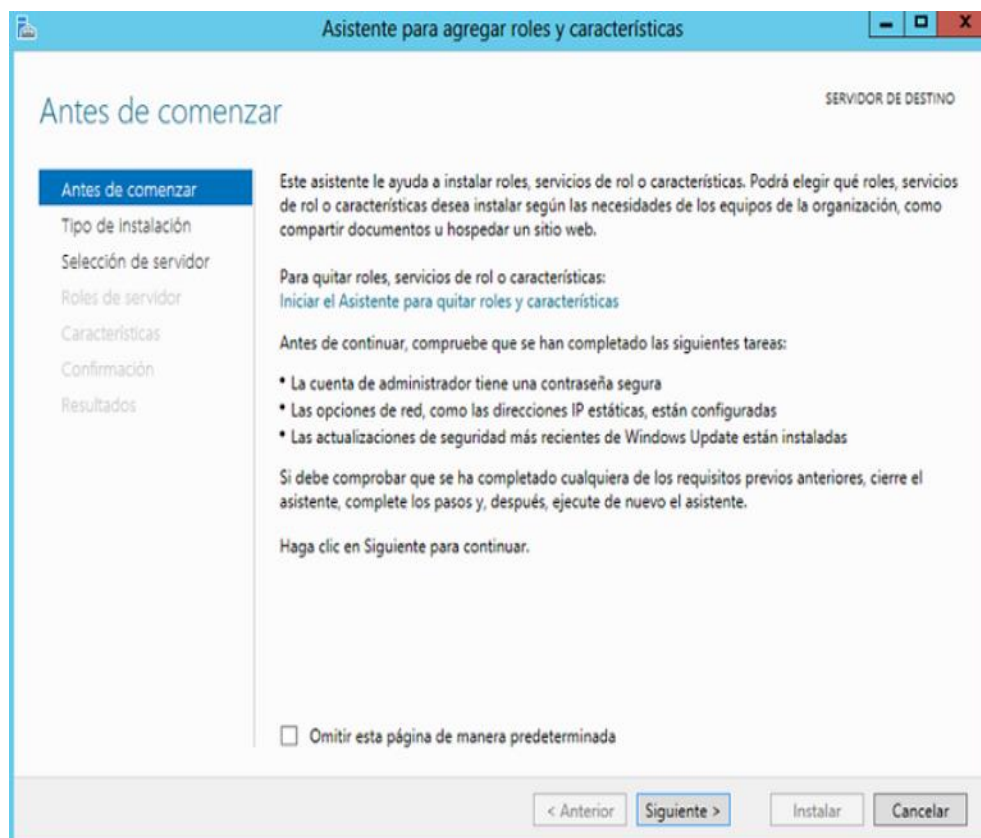 Asistente para agregar roles y características
Antes de comenzar
SERVIDOR DE DESTINO
Antes de comenzar
Tipo de instalación
Selección de servidor
Roles de servidor
Características
Confirmación
Resultados
Este asistente le ayuda a instalar roles, servicios de rol o características. Podrá elegir qué roles, servicios
de rol o características desea instalar según las necesidades de los equipos de la organización, como
compartir documentos u hospedar un sitio web.
Para quitar roles, servicios de rol o características:
Iniciar el Asistente para quitar roles y características
Antes de continuar, compruebe que se han completado las siguientes tareas:
• La cuenta de administrador tiene una contraseña segura
• Las opciones de red, como las direcciones IP estáticas, están configuradas
• Las actualizaciones de seguridad más recientes de Windows Update están instaladas
Si debe comprobar que se ha completado cualquiera de los requisitos previos anteriores, cierre el
asistente, complete los pasos y, después, ejecute de nuevo el asistente.
Haga clic en Siguiente para continuar.
Omitir esta página de manera predeterminada
< Anterior
Siguiente >
Instalar
Cancelar